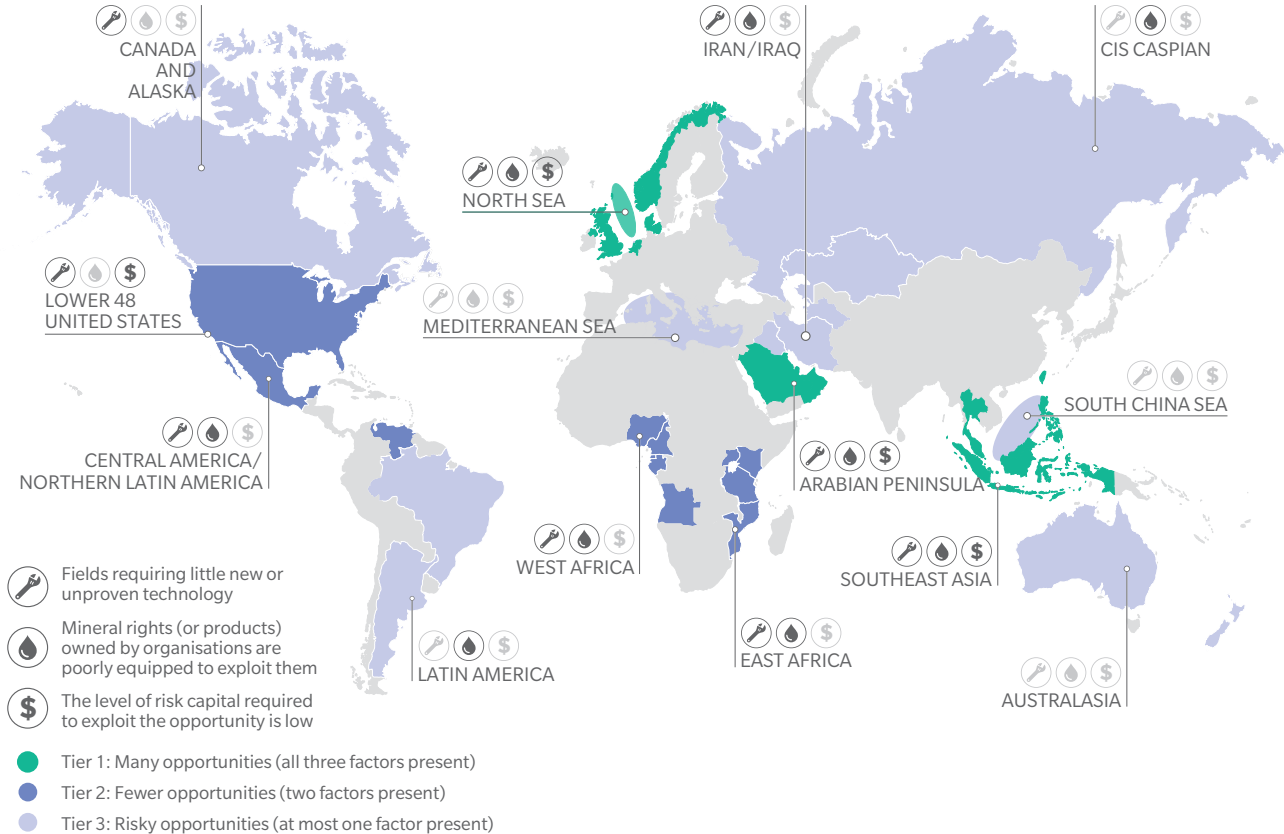 CANADA
AND
ALASKA
IRAN/IRAQ
CIS CASPIAN
$
NORTH SEA
$
LOWER 48
UNITED STATES
$
MEDITERRANEAN SEA
$
SOUTH CHINA SEA
$
CENTRAL AMERICA/
NORTHERN LATIN AMERICA
$
ARABIAN PENINSULA
$
WEST AFRICA
$
SOUTHEAST ASIA
$
EAST AFRICA
$
LATIN AMERICA
$
AUSTRALASIA
$
Fields requiring little new or
unproven technology
Mineral rights (or products)
owned by organisations are
poorly equipped to exploit them
$
The level of risk capital required
to exploit the opportunity is low
Tier 1: Many opportunities (all three factors present)
Tier 2: Fewer opportunities (two factors present)
Tier 3: Risky opportunities (at most one factor present)